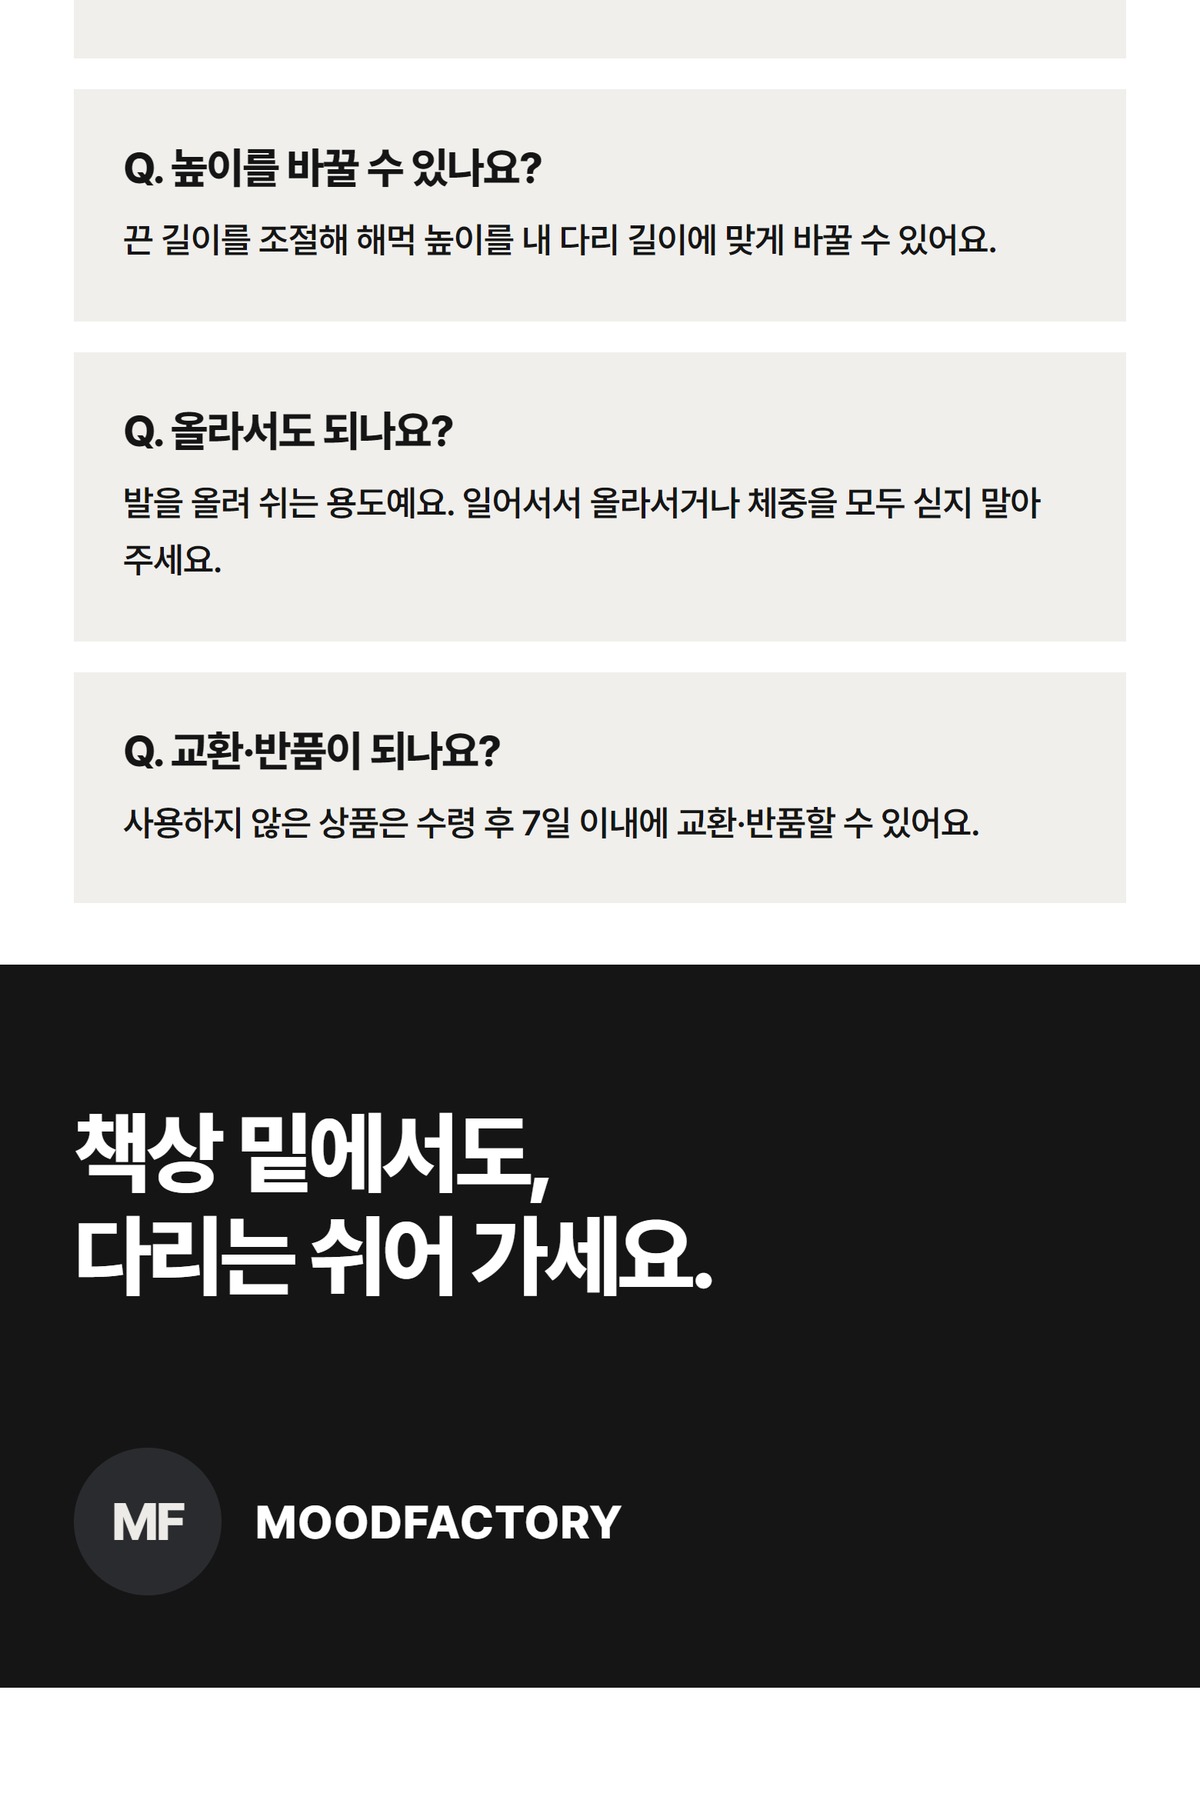 Q. 높이를 바꿀 수 있나요?
끈 길이를 조절해 해먹 높이를 내 다리 길이에 맞게 바꿀 수 있어요.
Q. 올라서도 되나요?
발을 올려 쉬는 용도예요. 일어서서 올라서거나 체중을 모두 싣지 말아
주세요.
Q. 교환·반품이 되나요?
사용하지 않은 상품은 수령 후 7일 이내에 교환·반품할 수 있어요.
책상 밑에서도,
다리는 쉬어 가세요.
MF MOODFACTORY